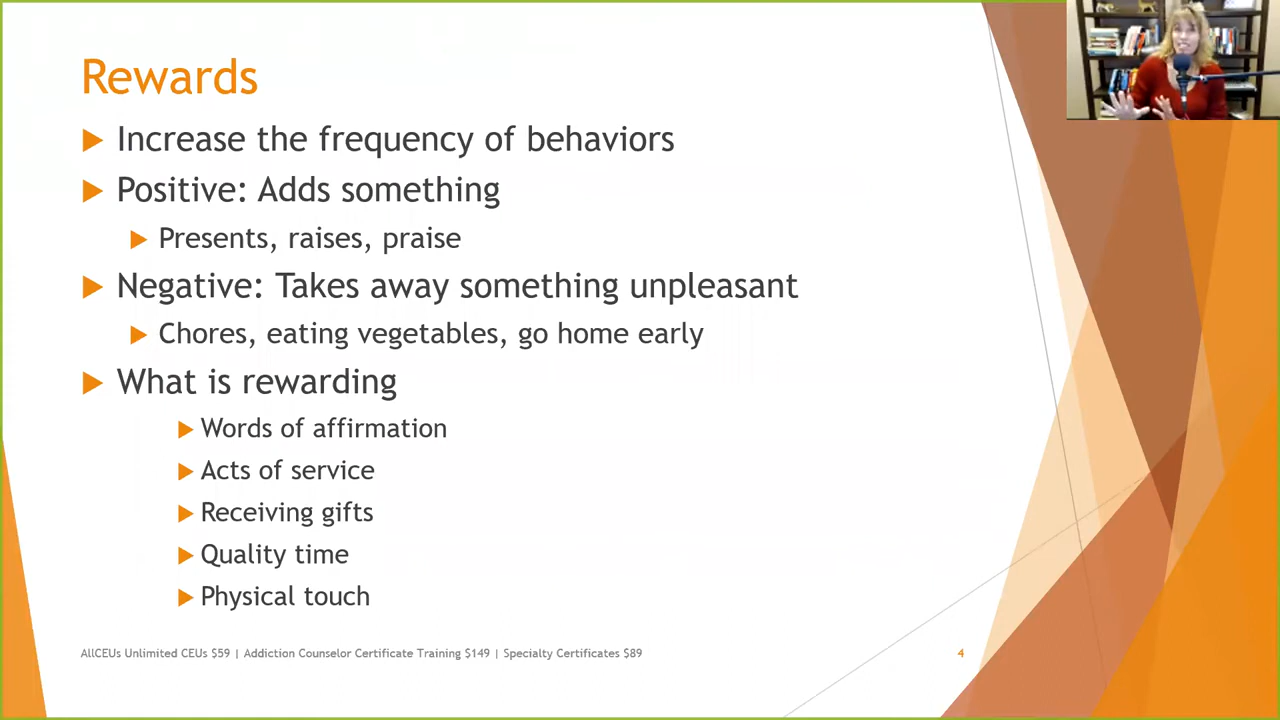 Rewards
Increase the frequency of behaviors
Positive: Adds something
Presents, raises, praise
Negative: Takes away something unpleasant
Chores, eating vegetables, go home early
What is rewarding
Words of affirmation
Acts of service
Receiving gifts
Quality time
Physical touch
AllCEUs Unlimited CEUs $59 | Addiction Counselor Certificate Training $149 | Specialty Certificates $89
4